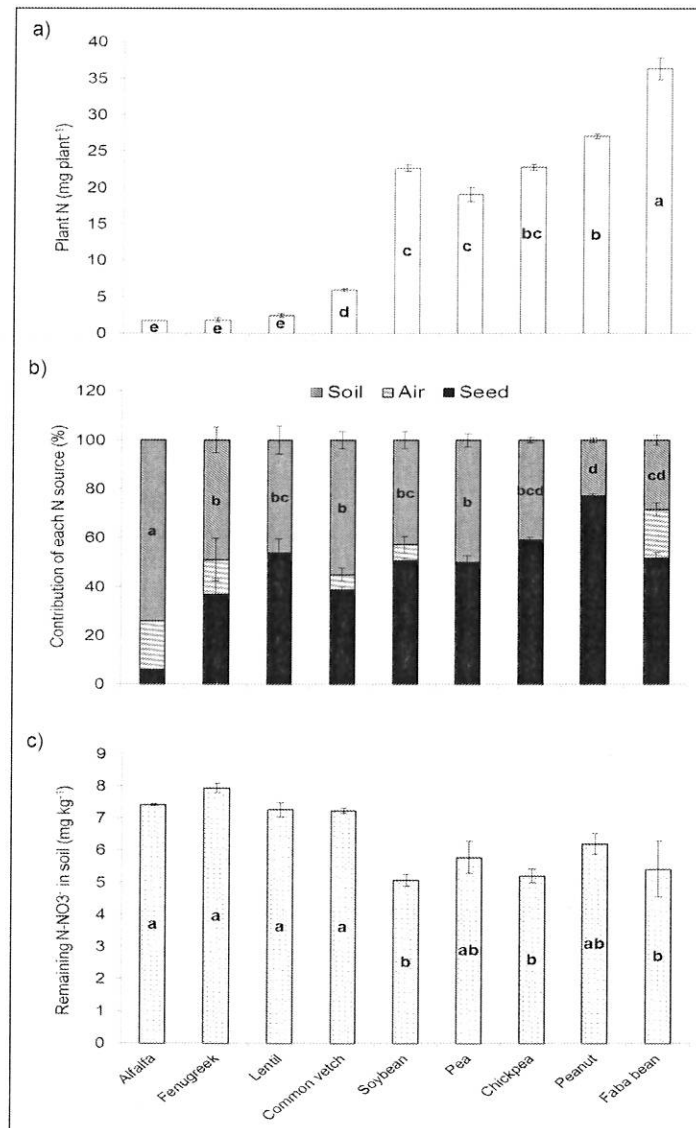 a)
40
35
30
25
20
15
10
5
0
Plant N (mg plant⁻¹)
e e e d c c bc b a
b)
Soil Air Seed
120
100
80
60
40
20
0
Contribution of each N source (%)
a b bc b bc b bcd d cd
c)
9
8
7
6
5
4
3
2
1
0
Remaining N-NO3⁻ in soil (mg kg⁻¹)
a a a a b ab b ab b
Alfalfa Fenugreek Lentil Common vetch Soybean Pea Chickpea Peanut Faba bean